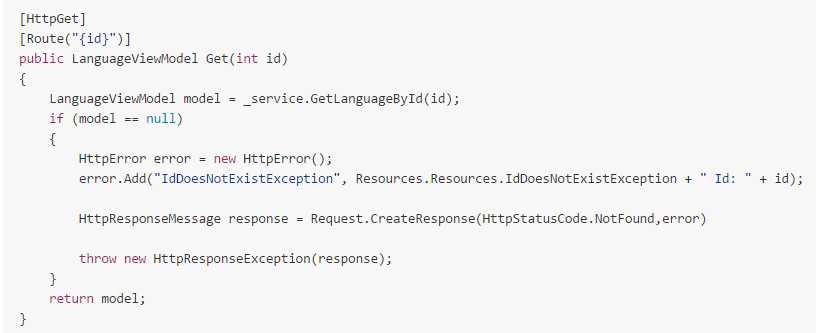 [HttpGet]
[Route("{id}")]
public LanguageViewModel Get(int id)
{
    LanguageViewModel model = _service.GetLanguageById(id);
    if (model == null)
    {
        HttpError error = new HttpError();
        error.Add("IdDoesNotExistException", Resources.Resources.IdDoesNotExistException + " Id: " + id);

        HttpResponseMessage response = Request.CreateResponse(HttpStatusCode.NotFound,error)

        throw new HttpResponseException(response);
    }
    return model;
}